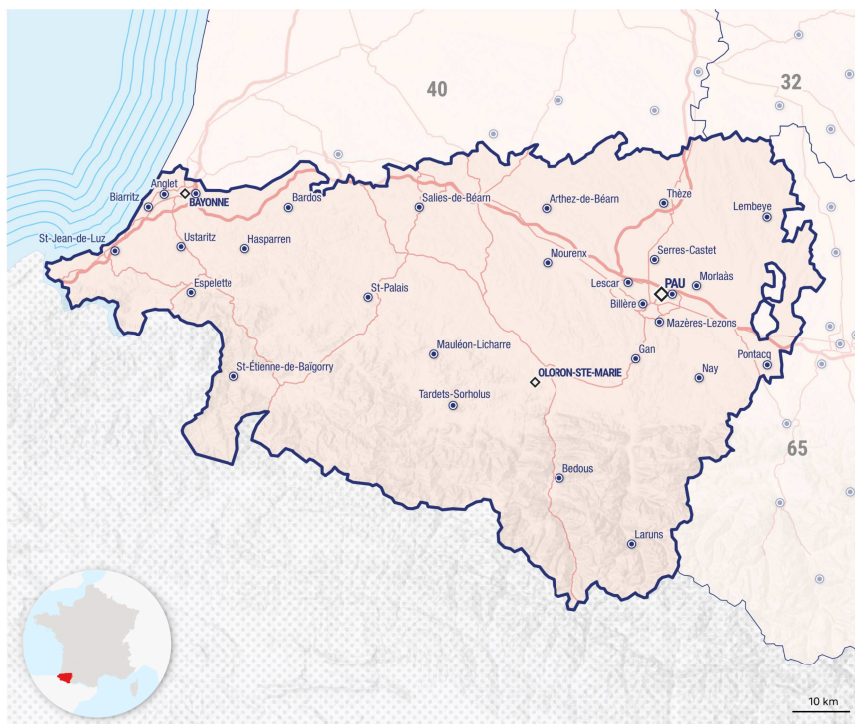 40
32
Anglet
Biarritz
BAYONNE
Bardos
Salies-de-Béarn
Arthez-de-Béarn
Thèze
Lembeye
St-Jean-de-Luz
Ustaritz
Hasparren
Nourenx
Serres-Castet
Espelette
St-Palais
Lescar
PAU
Morlaàs
Billère
Mazères-Lezons
Mauléon-Licharre
Gan
Pontacq
St-Étienne-de-Baïgorry
OLORON-STE-MARIE
Nay
Tardets-Sorholus
65
Bedous
Laruns
10 km